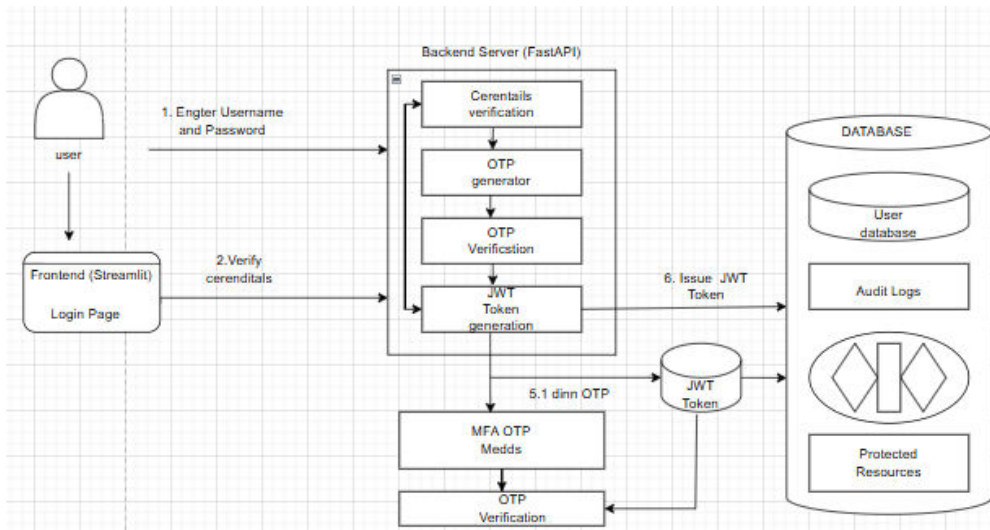 Backend Server (FastAPI)
1. Engter Username
and Password
user
Cerentails
verification
OTP
generator
OTP
Verificstion
JWT
Token
generation
2.Verify
cerenditals
Frontend (Streamlit)
Login Page
6. Issue JWT
Token
5.1 dinn OTP
JWT
Token
MFA OTP
Medds
OTP
Verification
DATABASE
User
database
Audit Logs
Protected
Resources